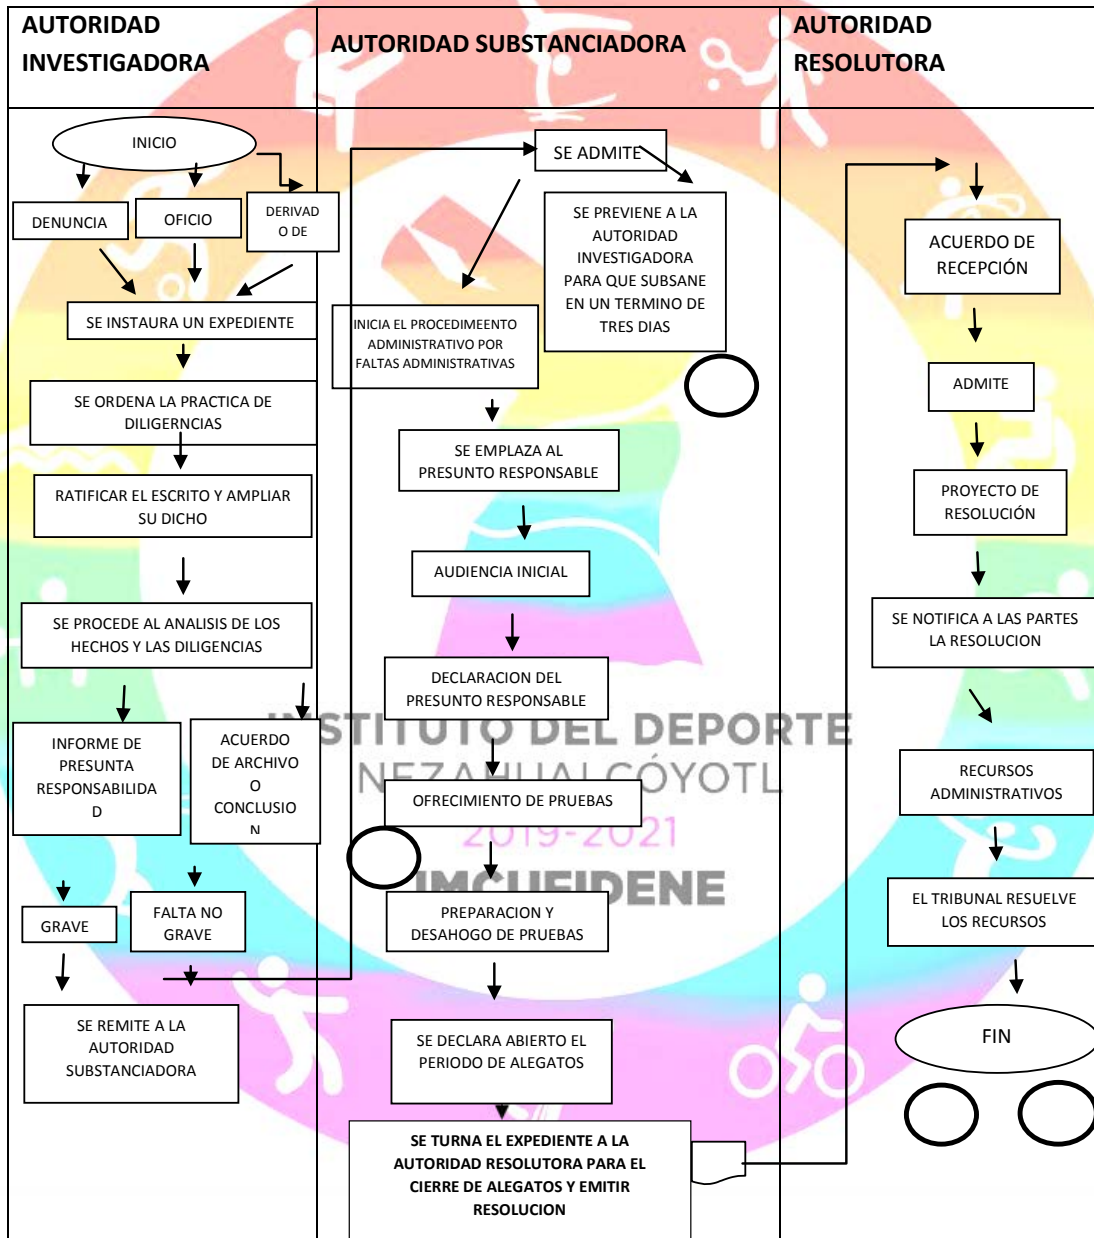 AUTORIDAD
INVESTIGADORA
AUTORIDAD SUBSTANCIADORA
AUTORIDAD
RESOLUTORA
INICIO
DENUNCIA
OFICIO
DERIVAD
O DE
SE INSTAURA UN EXPEDIENTE
SE ORDENA LA PRACTICA DE
DILIGERNCIAS
RATIFICAR EL ESCRITO Y AMPLIAR
SU DICHO
SE PROCEDE AL ANALISIS DE LOS
HECHOS Y LAS DILIGENCIAS
INFORME DE
PRESUNTA
RESPONSABILIDA
D
ACUERDO
DE ARCHIVO
O
CONCLUSIO
N
GRAVE
FALTA NO
GRAVE
SE REMITE A LA
AUTORIDAD
SUBSTANCIADORA
SE ADMITE
SE PREVIENE A LA
AUTORIDAD
INVESTIGADORA
PARA QUE SUBSANE
EN UN TERMINO DE
TRES DIAS
INICIA EL PROCEDIMEENTO
ADMINISTRATIVO POR
FALTAS ADMINISTRATIVAS
SE EMPLAZA AL
PRESUNTO RESPONSABLE
AUDIENCIA INICIAL
DECLARACION DEL
PRESUNTO RESPONSABLE
OFRECIMIENTO DE PRUEBAS
PREPARACION Y
DESAHOGO DE PRUEBAS
SE DECLARA ABIERTO EL
PERIODO DE ALEGATOS
SE TURNA EL EXPEDIENTE A LA
AUTORIDAD RESOLUTORA PARA EL
CIERRE DE ALEGATOS Y EMITIR
RESOLUCION
ACUERDO DE
RECEPCIÓN
ADMITE
PROYECTO DE
RESOLUCIÓN
SE NOTIFICA A LAS PARTES
LA RESOLUCION
RECURSOS
ADMINISTRATIVOS
EL TRIBUNAL RESUELVE
LOS RECURSOS
FIN
INSTITUTO DEL DEPORTE
NEZAHUALCÓYOTL
2019-2021
IMCUFIDENE